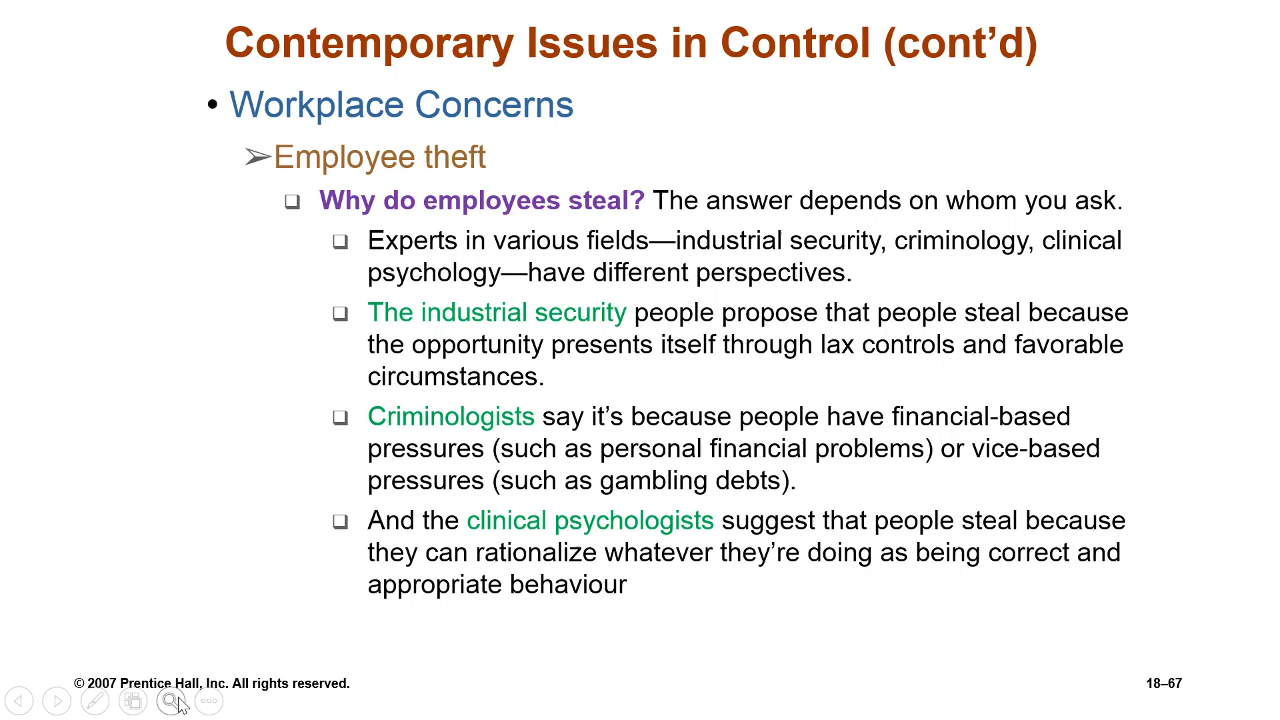 Contemporary Issues in Control (cont’d)
• Workplace Concerns
➢Employee theft
❑ Why do employees steal? The answer depends on whom you ask.
❑ Experts in various fields—industrial security, criminology, clinical
psychology—have different perspectives.
❑ The industrial security people propose that people steal because
the opportunity presents itself through lax controls and favorable
circumstances.
❑ Criminologists say it’s because people have financial-based
pressures (such as personal financial problems) or vice-based
pressures (such as gambling debts).
❑ And the clinical psychologists suggest that people steal because
they can rationalize whatever they’re doing as being correct and
appropriate behaviour
© 2007 Prentice Hall, Inc. All rights reserved.
18–67